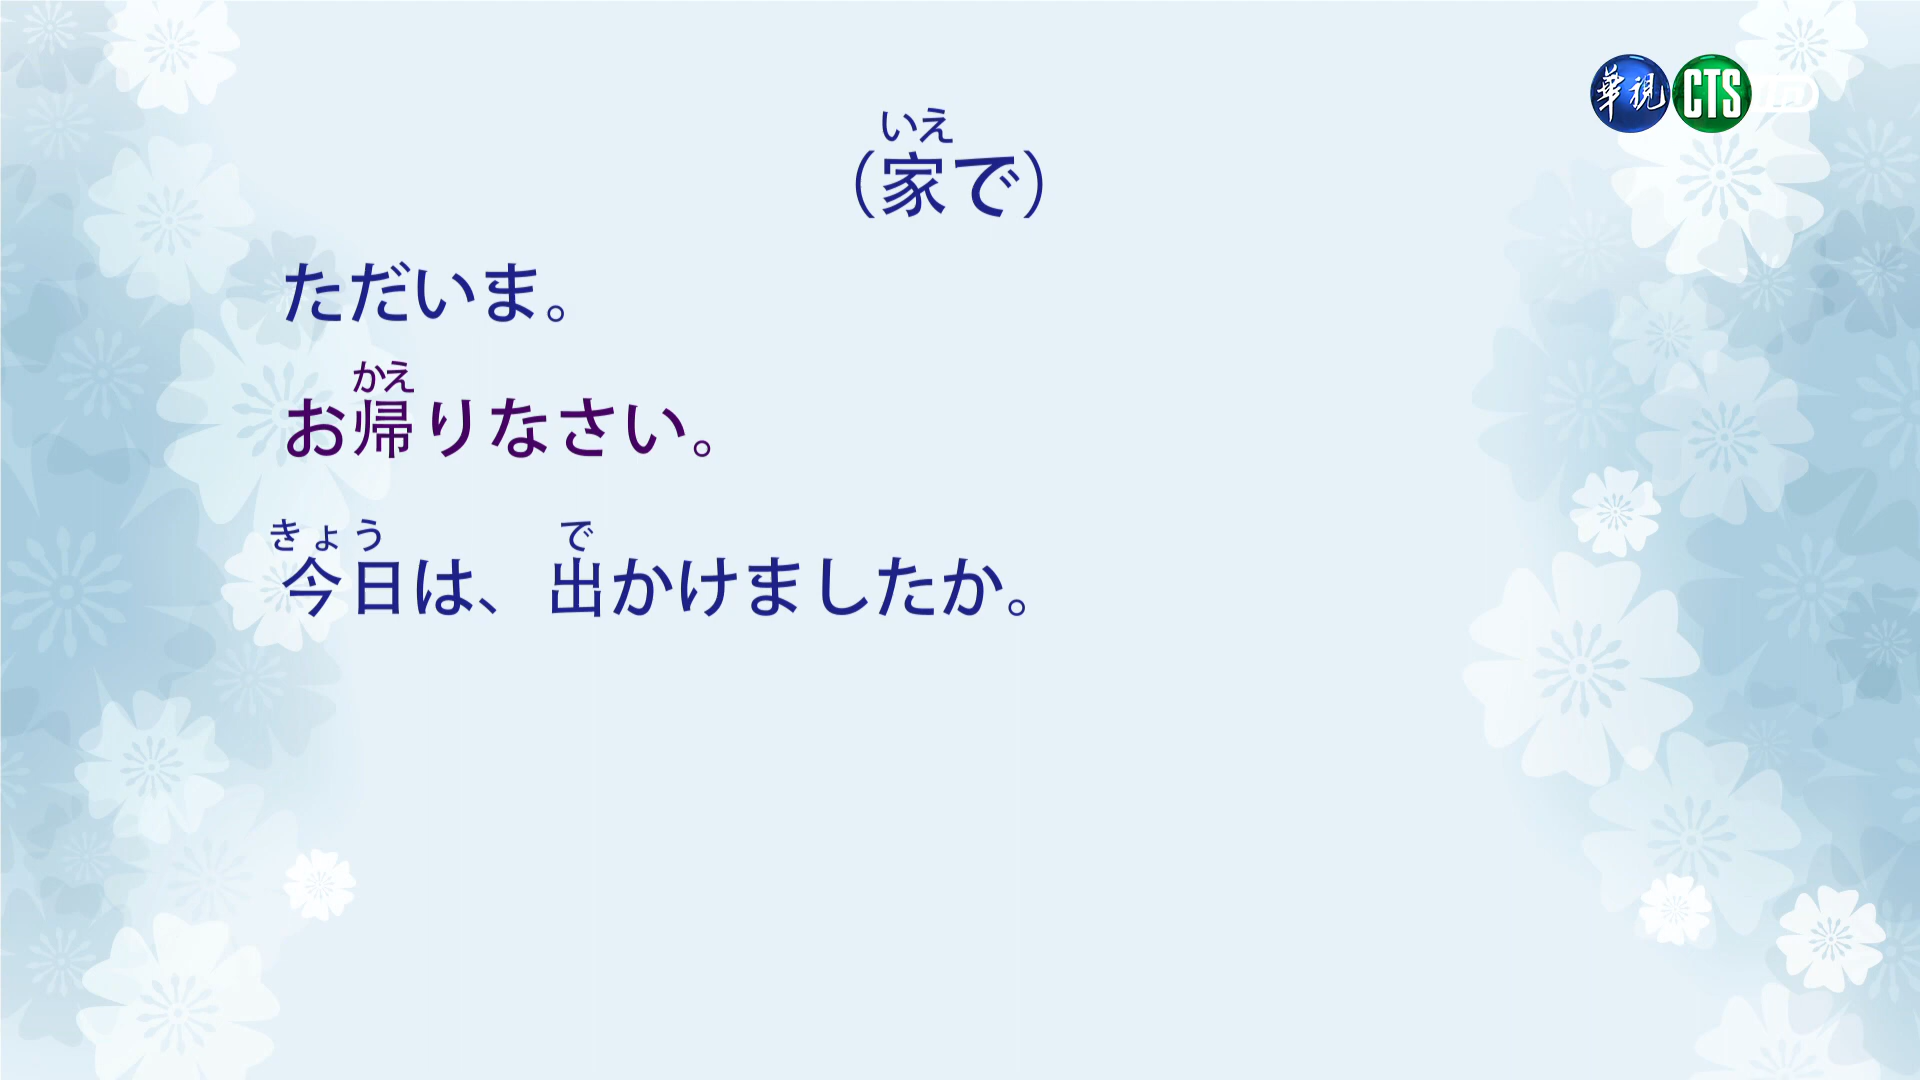 華視 CTS HD
いえ
（家で）
ただいま。
かえ
お帰りなさい。
きょう で
今日は、出かけましたか。